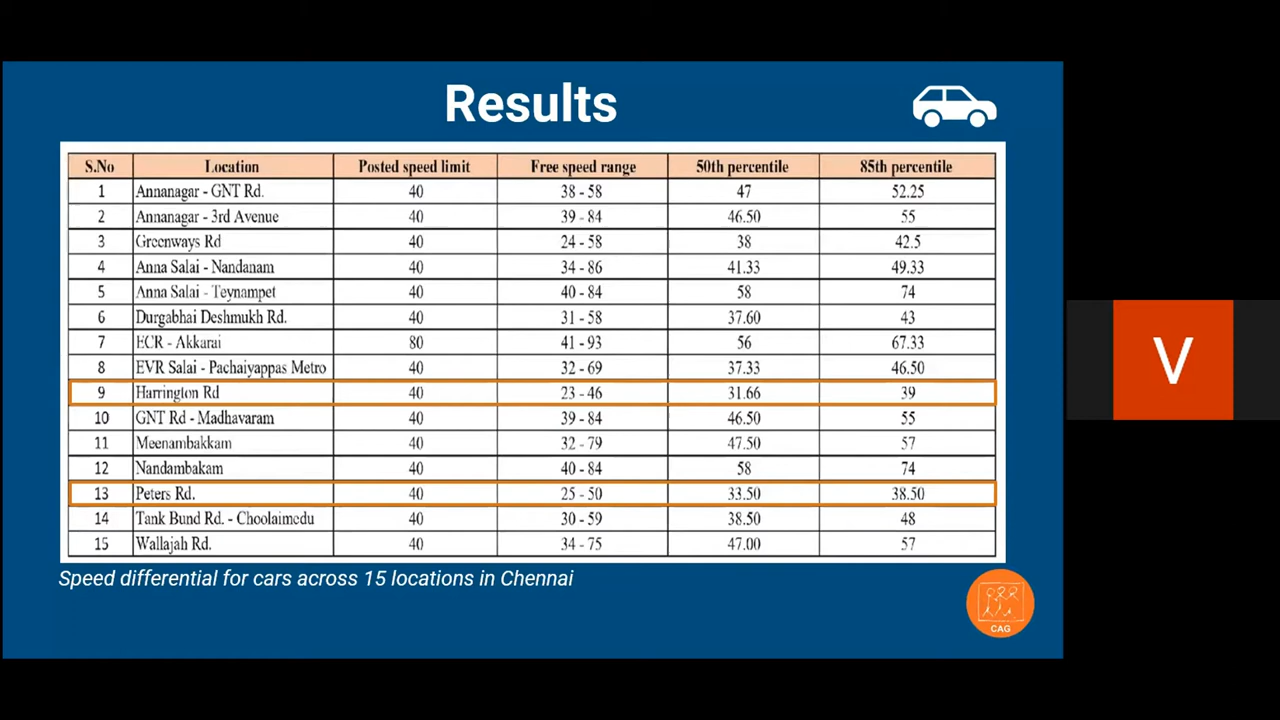 Results
S.No Location Posted speed limit Free speed range 50th percentile 85th percentile
1 Annanagar - GNT Rd. 40 38 - 58 47 52.25
2 Annanagar - 3rd Avenue 40 39 - 84 46.50 55
3 Greenways Rd 40 24 - 58 38 42.5
4 Anna Salai - Nandanam 40 34 - 86 41.33 49.33
5 Anna Salai - Teynampet 40 40 - 84 58 74
6 Durgabhai Deshmukh Rd. 40 31 - 58 37.60 43
7 ECR - Akkarai 80 41 - 93 56 67.33
8 EVR Salai - Pachaiyappas Metro 40 32 - 69 37.33 46.50
9 Harrington Rd 40 23 - 46 31.66 39
10 GNT Rd - Madhavaram 40 39 - 84 46.50 55
11 Meenambakkam 40 32 - 79 47.50 57
12 Nandambakam 40 40 - 84 58 74
13 Peters Rd. 40 25 - 50 33.50 38.50
14 Tank Bund Rd. - Choolaimedu 40 30 - 59 38.50 48
15 Wallajah Rd. 40 34 - 75 47.00 57
Speed differential for cars across 15 locations in Chennai
CAG
V